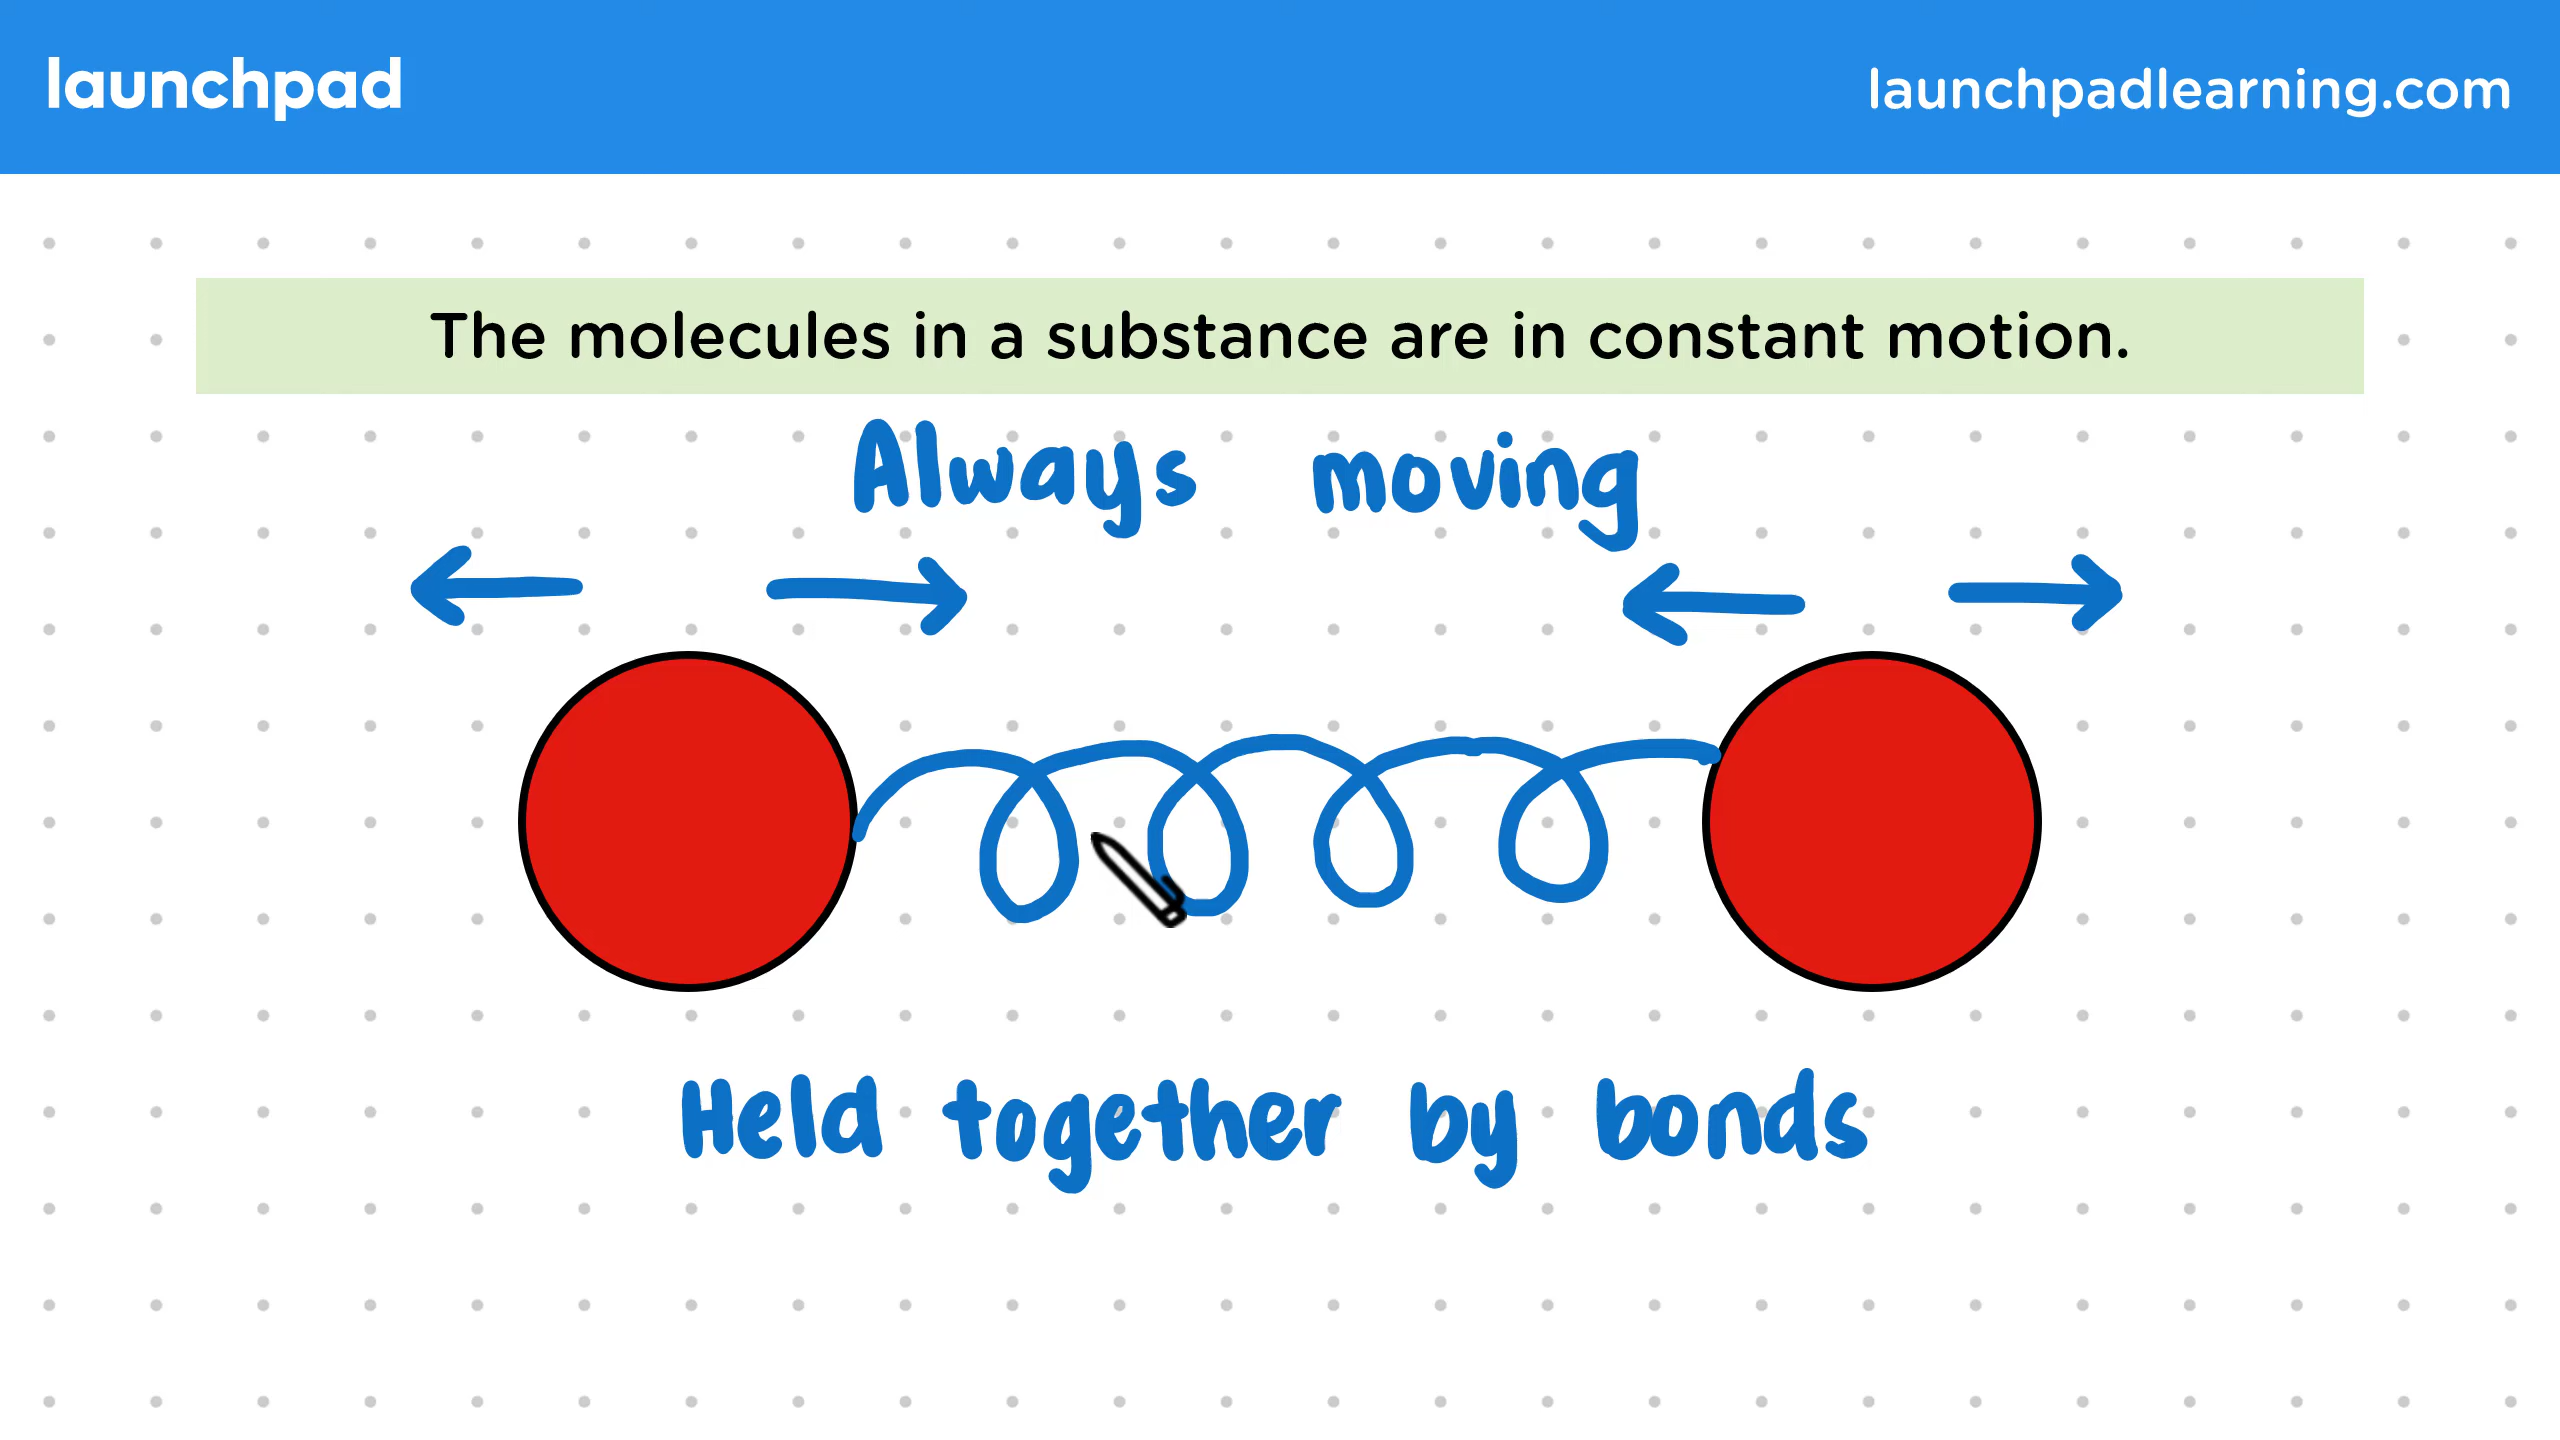 launchpad
launchpadlearning.com
The molecules in a substance are in constant motion.
Always moving
Held together by bonds